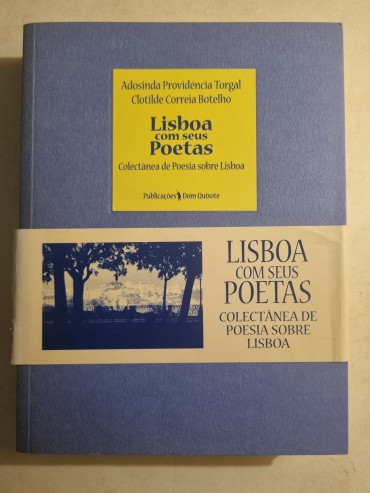 Adosinda Providência Torgal
Clotilde Correia Botelho
Lisboa
com seus
Poetas
Colectânea de Poesia sobre Lisboa
Publicações Dom Quixote
LISBOA
COM SEUS
POETAS
COLECTÂNEA DE
POESIA SOBRE
LISBOA